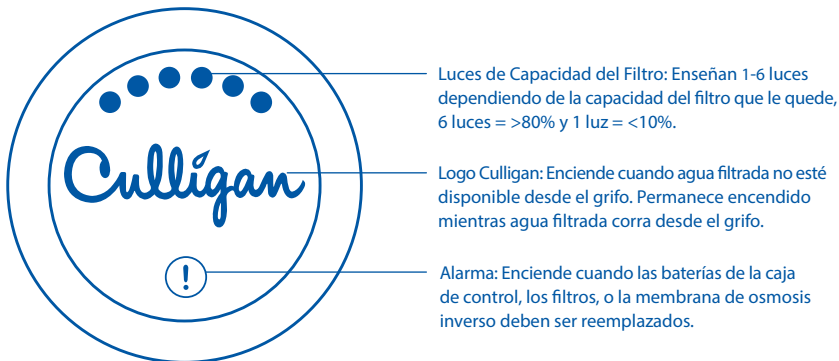 Luces de Capacidad del Filtro: Enseñan 1-6 luces
dependiendo de la capacidad del filtro que le quede,
6 luces = >80% y 1 luz = <10%.
Culligan
Logo Culligan: Enciende cuando agua filtrada no esté
disponible desde el grifo. Permanece encendido
mientras agua filtrada corra desde el grifo.
!
Alarma: Enciende cuando las baterías de la caja
de control, los filtros, o la membrana de osmosis
inverso deben ser reemplazados.